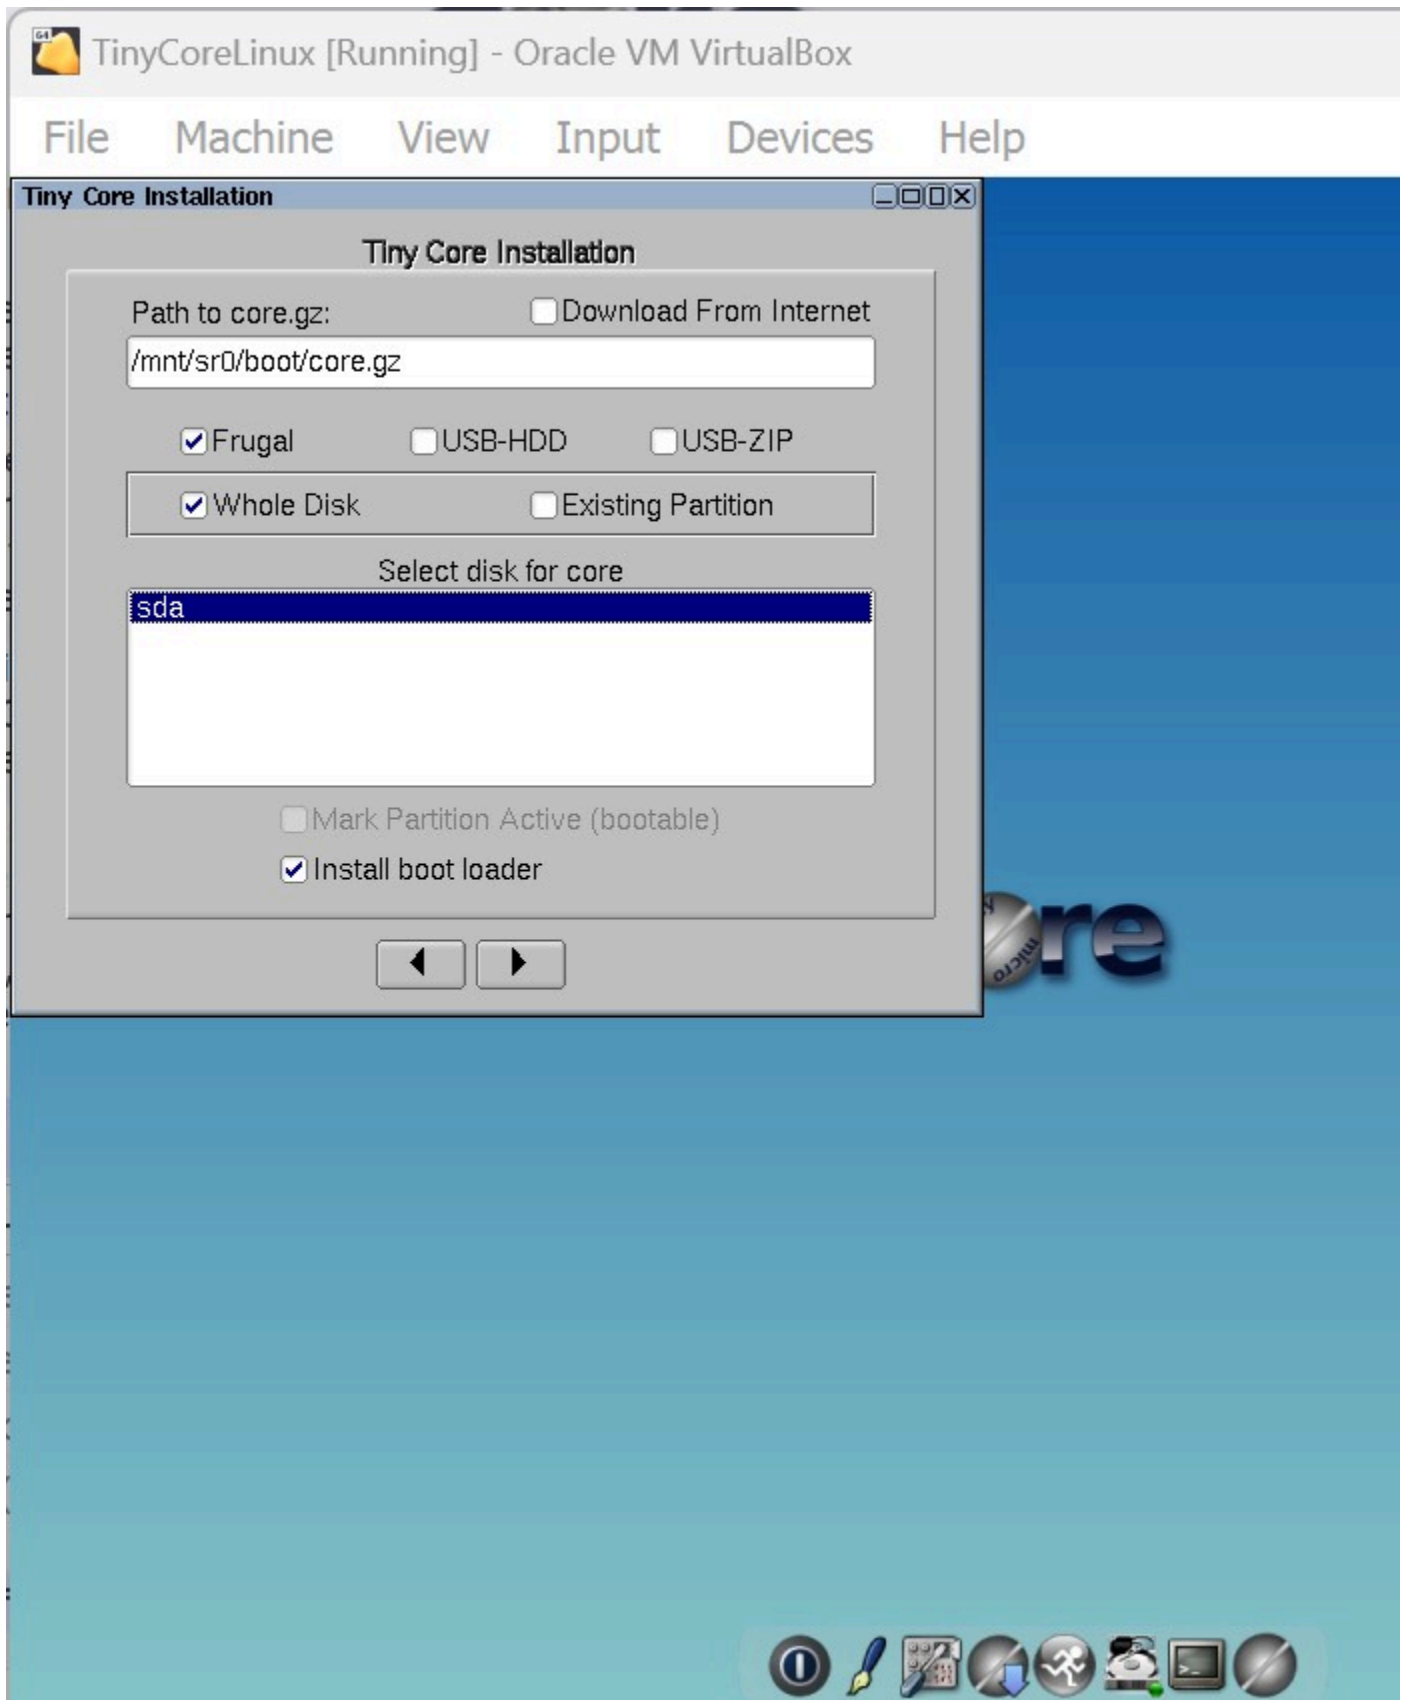 64
TinyCoreLinux [Running] - Oracle VM VirtualBox
File Machine View Input Devices Help
Tiny Core Installation
Tiny Core Installation
Path to core.gz: Download From Internet
/mnt/sr0/boot/core.gz
Frugal USB-HDD USB-ZIP
Whole Disk Existing Partition
Select disk for core
sda
Mark Partition Active (bootable)
Install boot loader
re
micro
>_